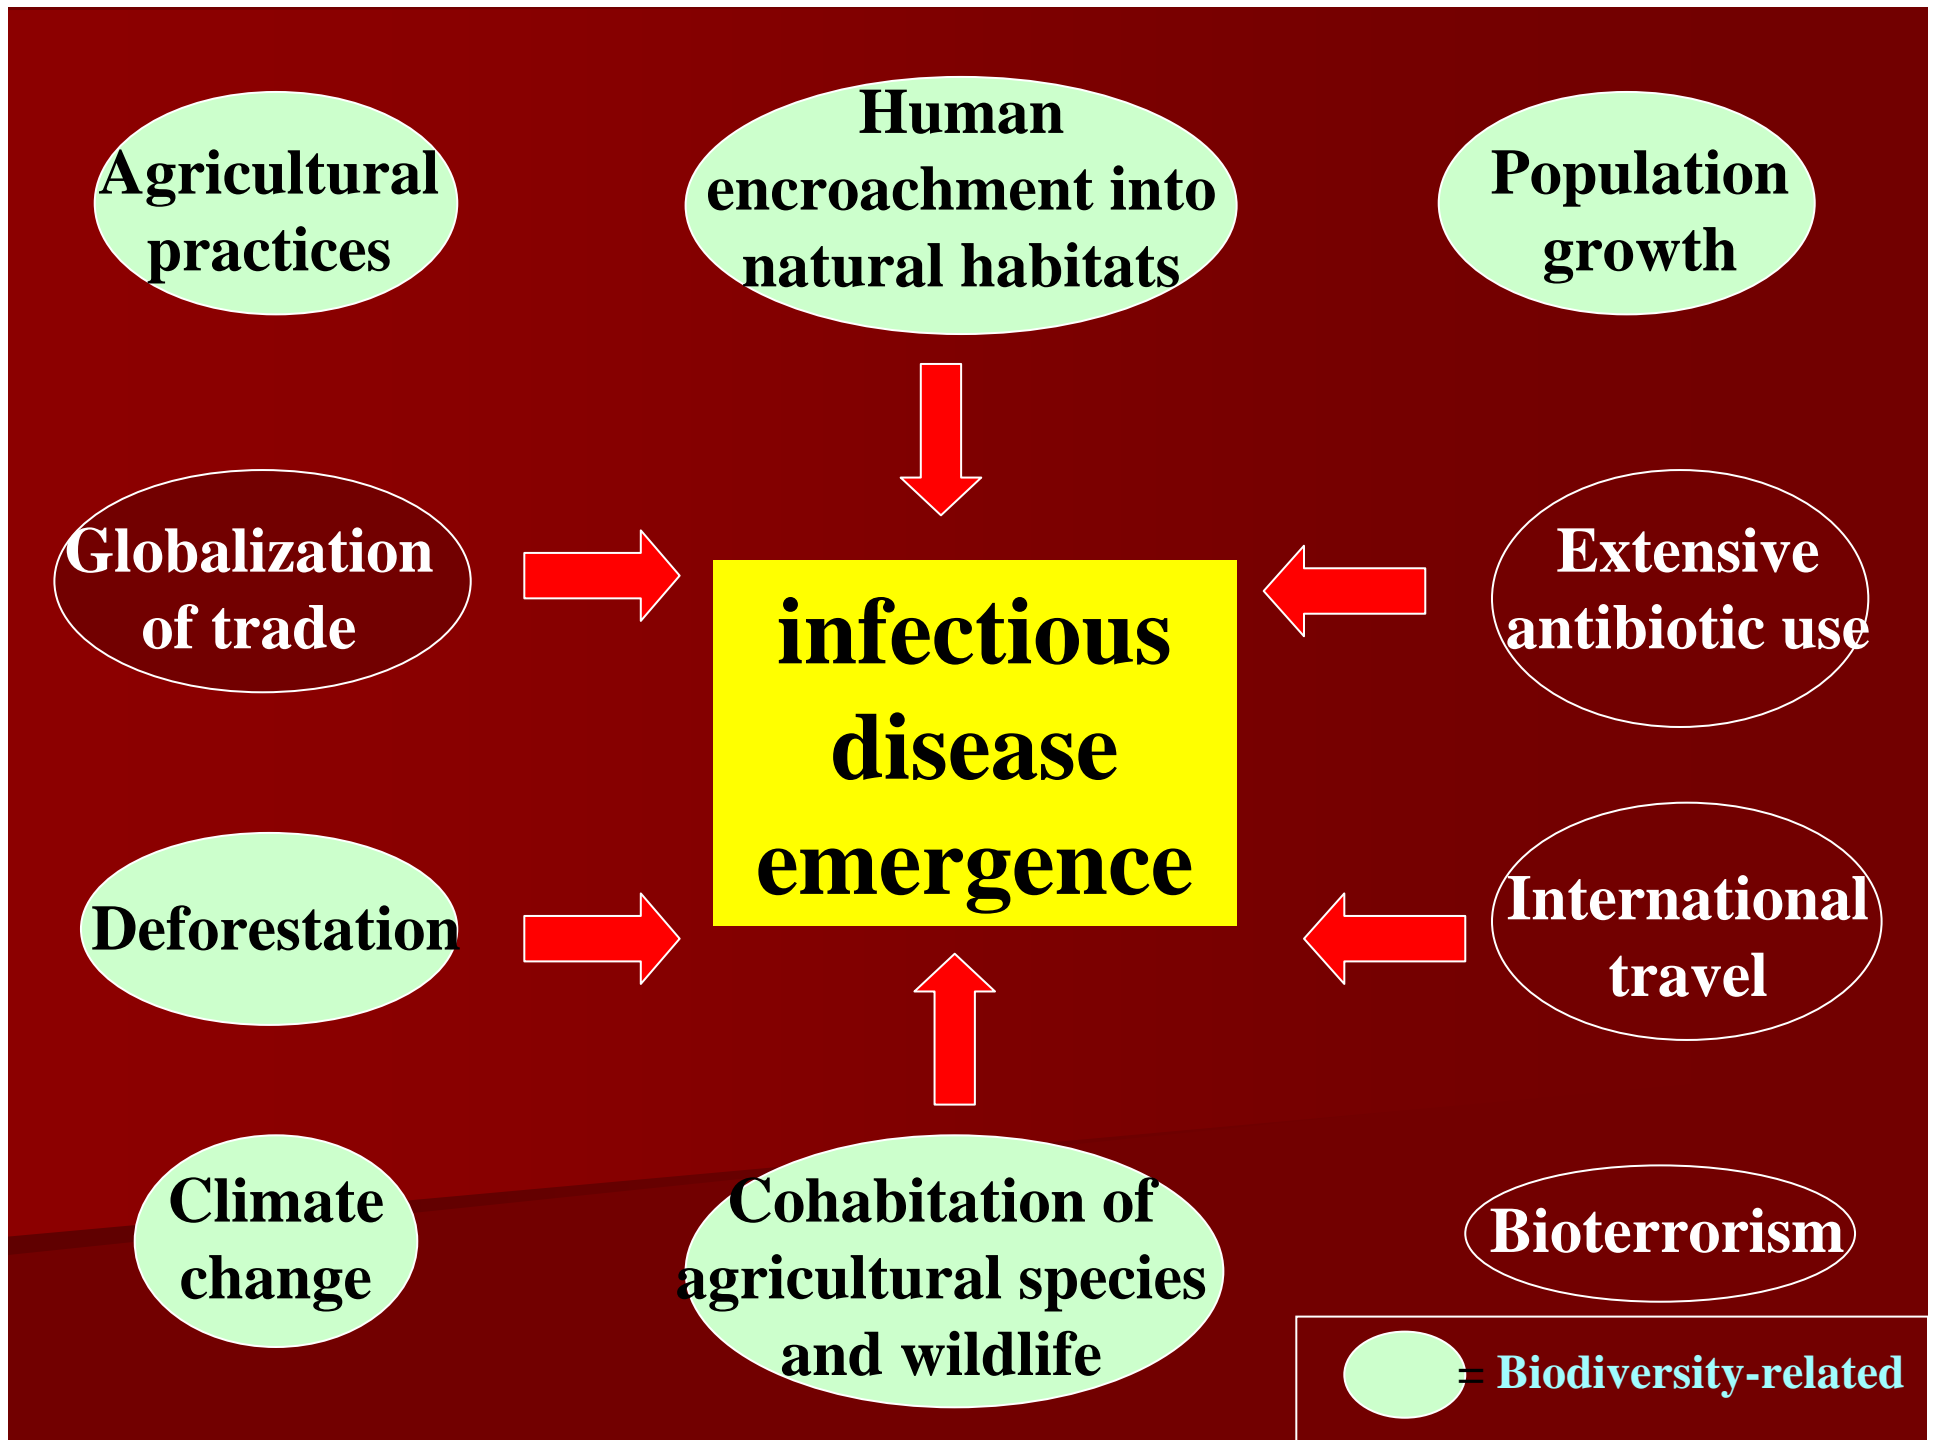 Agricultural
practices
Human
encroachment into
natural habitats
Population
growth
Globalization
of trade
infectious
disease
emergence
Extensive
antibiotic use
Deforestation
International
travel
Climate
change
Cohabitation of
agricultural species
and wildlife
Bioterrorism
= Biodiversity-related